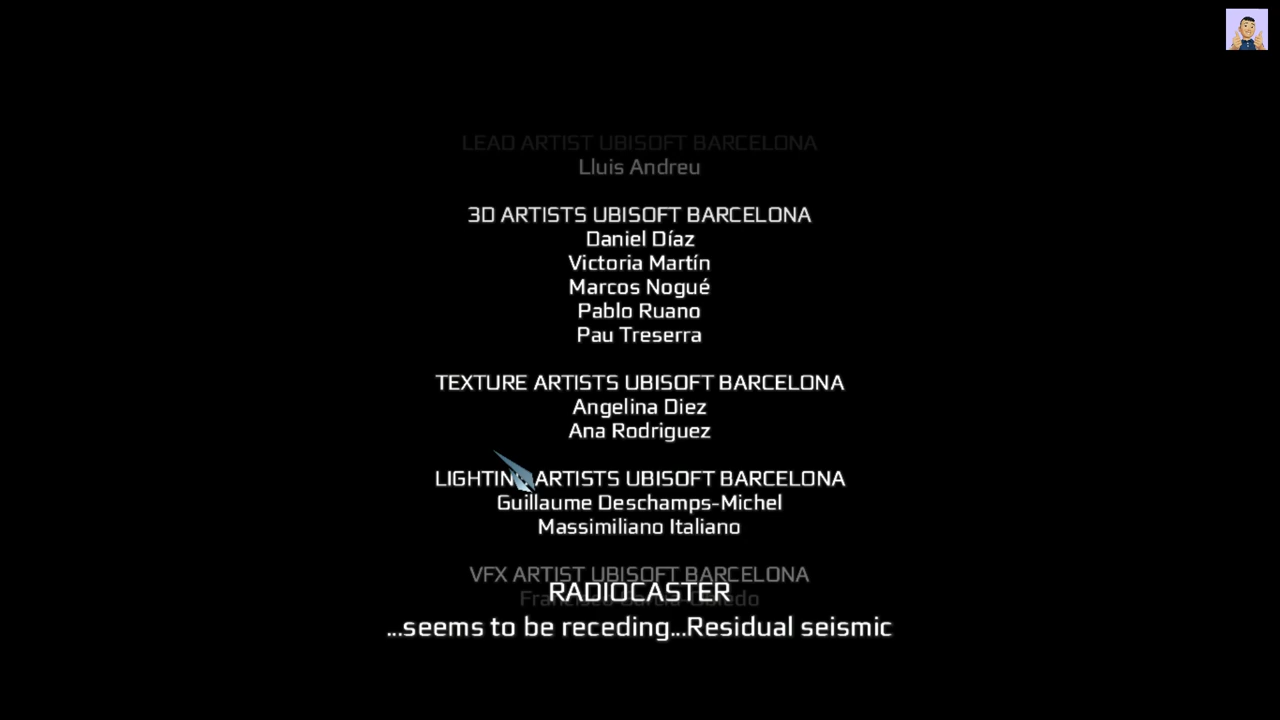 LEAD ARTIST UBISOFT BARCELONA
Lluis Andreu
3D ARTISTS UBISOFT BARCELONA
Daniel Díaz
Victoria Martín
Marcos Nogué
Pablo Ruano
Pau Treserra
TEXTURE ARTISTS UBISOFT BARCELONA
Angelina Diez
Ana Rodriguez
LIGHTING ARTISTS UBISOFT BARCELONA
Guillaume Deschamps-Michel
Massimiliano Italiano
VFX ARTIST UBISOFT BARCELONA
RADIOCASTER
...seems to be receding...Residual seismic